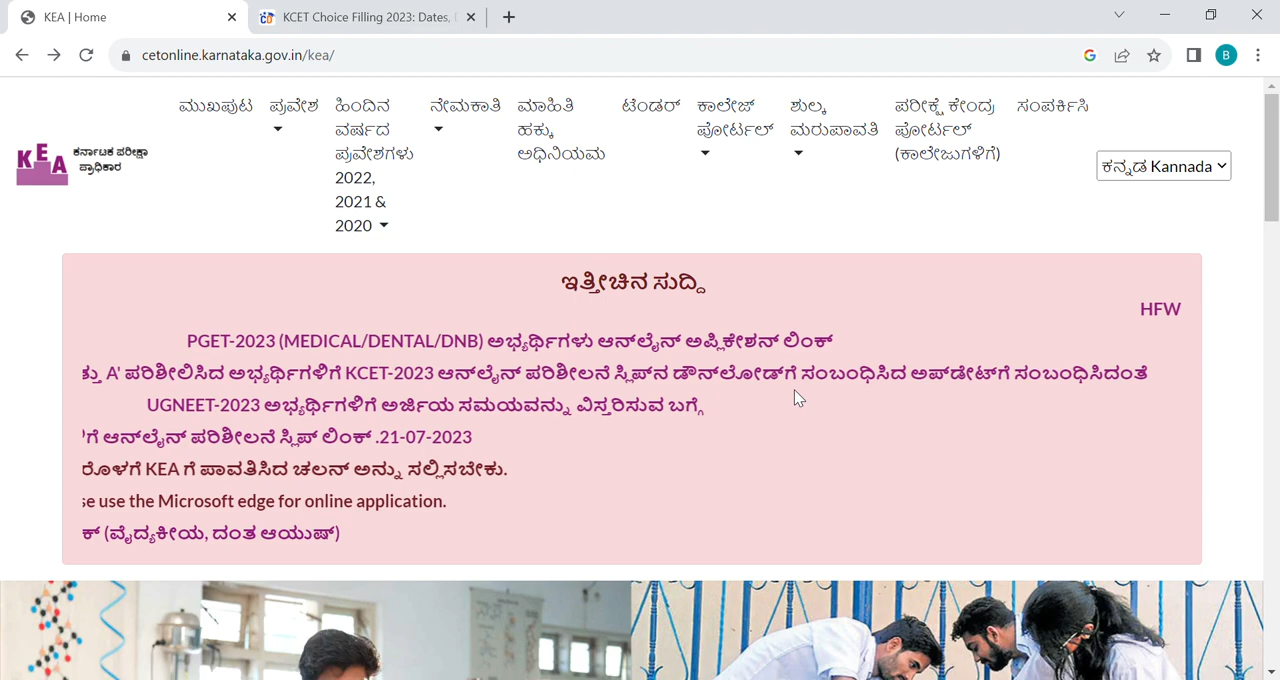 KEA | Home
KCET Choice Filling 2023: Dates,
cetonline.karnataka.gov.in/kea/
B
ಮುಖಪುಟ
ಪ್ರವೇಶ
ಹಿಂದಿನ
ವರ್ಷದ
ಪ್ರವೇಶಗಳು
2022,
2021 &
2020
ನೇಮಕಾತಿ
ಮಾಹಿತಿ
ಹಕ್ಕು
ಅಧಿನಿಯಮ
ಟೆಂಡರ್
ಕಾಲೇಜ್
ಪೋರ್ಟಲ್
ಶುಲ್ಕ
ಮರುಪಾವತಿ
ಪರೀಕ್ಷೆ ಕೇಂದ್ರ
ಪೋರ್ಟಲ್
(ಕಾಲೇಜುಗಳಿಗೆ)
ಸಂಪರ್ಕಿಸಿ
KEA
ಕರ್ನಾಟಕ ಪರೀಕ್ಷಾ
ಪ್ರಾಧಿಕಾರ
ಕನ್ನಡ Kannada
ಇತ್ತೀಚಿನ ಸುದ್ದಿ
HFW
PGET-2023 (MEDICAL/DENTAL/DNB) ಅಭ್ಯರ್ಥಿಗಳು ಆನ್‌ಲೈನ್ ಅಪ್ಲಿಕೇಶನ್ ಲಿಂಕ್
A' ಪರಿಶೀಲಿಸಿದ ಅಭ್ಯರ್ಥಿಗಳಿಗೆ KCET-2023 ಆನ್‌ಲೈನ್ ಪರಿಶೀಲನೆ ಸ್ಲಿಪ್‌ನ ಡೌನ್‌ಲೋಡ್‌ಗೆ ಸಂಬಂಧಿಸಿದ ಅಪ್‌ಡೇಟ್‌ಗೆ ಸಂಬಂಧಿಸಿದಂತೆ
UGNEET-2023 ಅಭ್ಯರ್ಥಿಗಳಿಗೆ ಅರ್ಜಿಯ ಸಮಯವನ್ನು ವಿಸ್ತರಿಸುವ ಬಗ್ಗೆ
ಗೆ ಆನ್‌ಲೈನ್ ಪರಿಶೀಲನೆ ಸ್ಲಿಪ್ ಲಿಂಕ್ .21-07-2023
ರೊಳಗೆ KEA ಗೆ ಪಾವತಿಸಿದ ಚಲನ್ ಅನ್ನು ಸಲ್ಲಿಸಬೇಕು.
se use the Microsoft edge for online application.
ಕ್ (ವೈದ್ಯಕೀಯ, ದಂತ ಆಯುಷ್)